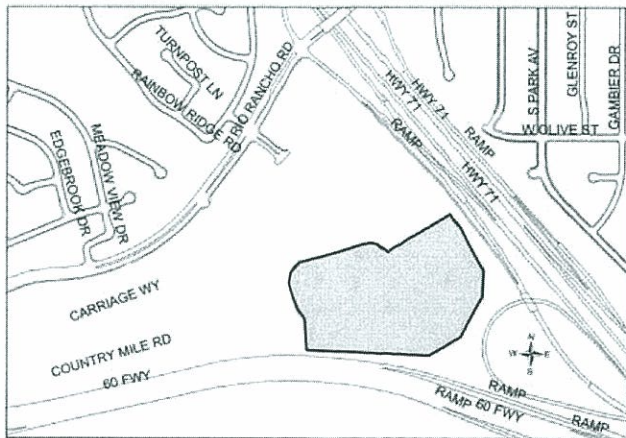 TURNPOST LN
RAINBOW RIDGE RD
RIO RANCHO RD
HWY 71
HWY 71
RAMP
RAMP
HWY 71
S PARK AV
GLENROY ST
GAMBIER DR
W OLIVE ST
EDGEBROOK DR
MEADOW VIEW DR
CARRIAGE WY
COUNTRY MILE RD
60 FWY
N
W
E
S
RAMP
RAMP
60 FWY
RAMP